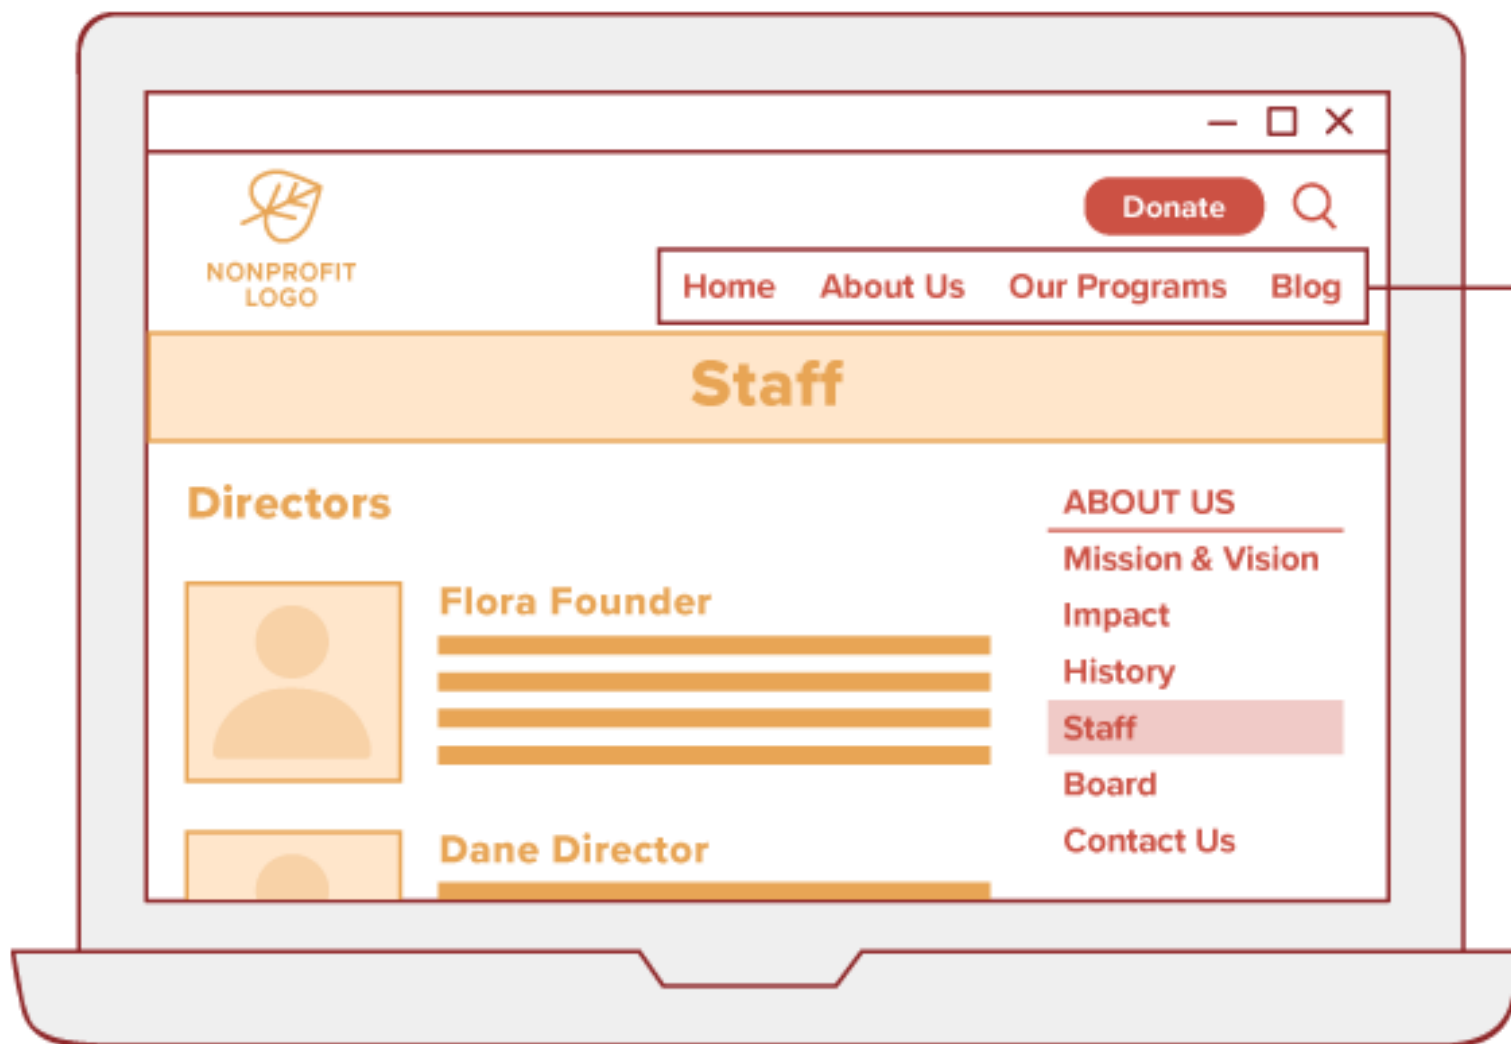 Donate
NONPROFIT
LOGO
Home About Us Our Programs Blog
Staff
Directors
Flora Founder
Dane Director
ABOUT US
Mission & Vision
Impact
History
Staff
Board
Contact Us